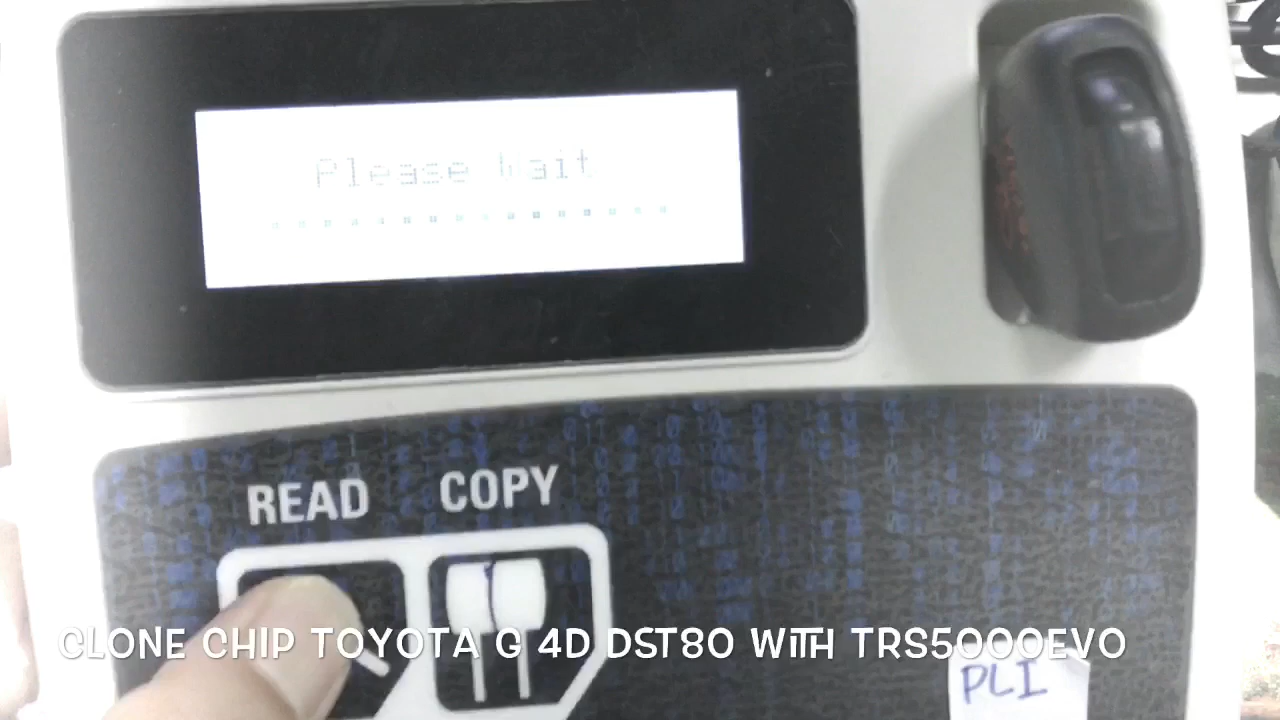 Please Wait
................
READ COPY
CLONE CHIP TOYOTA G 4D DST80 WITH TRS5000EVO
PLI